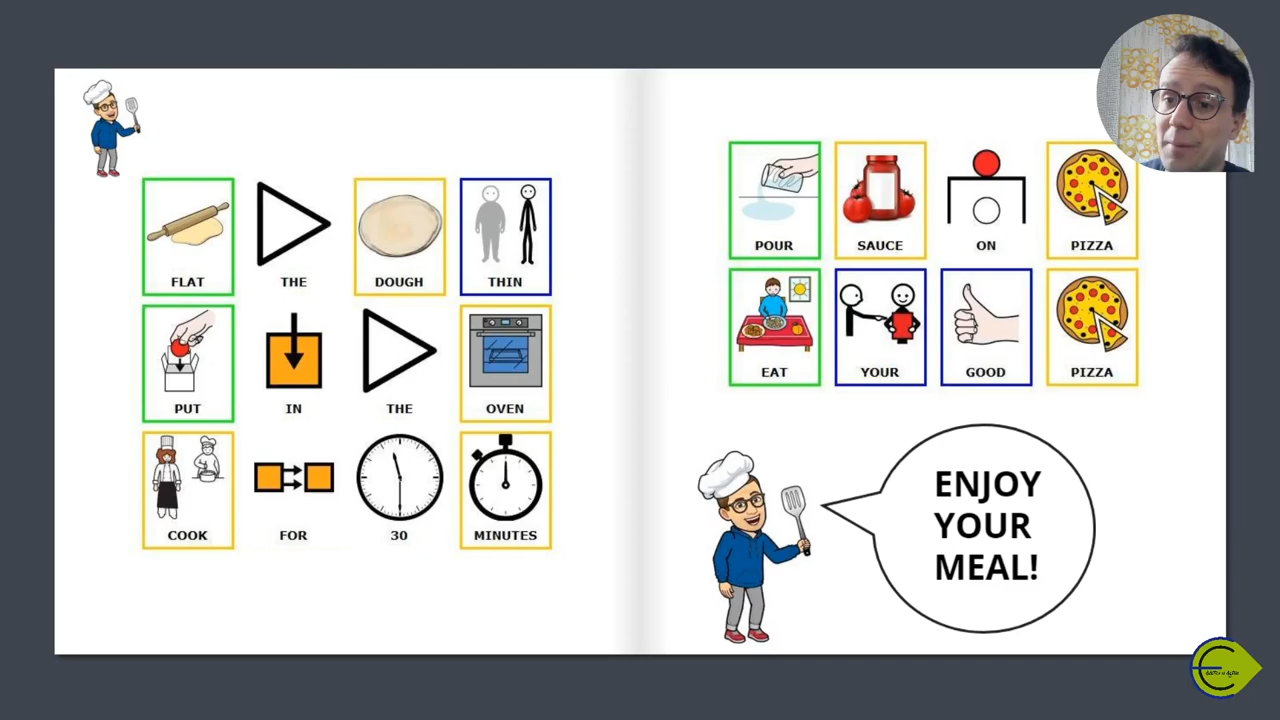 FLAT THE DOUGH THIN
PUT IN THE OVEN
COOK FOR 30 MINUTES
POUR SAUCE ON PIZZA
EAT YOUR GOOD PIZZA
ENJOY
YOUR
MEAL!